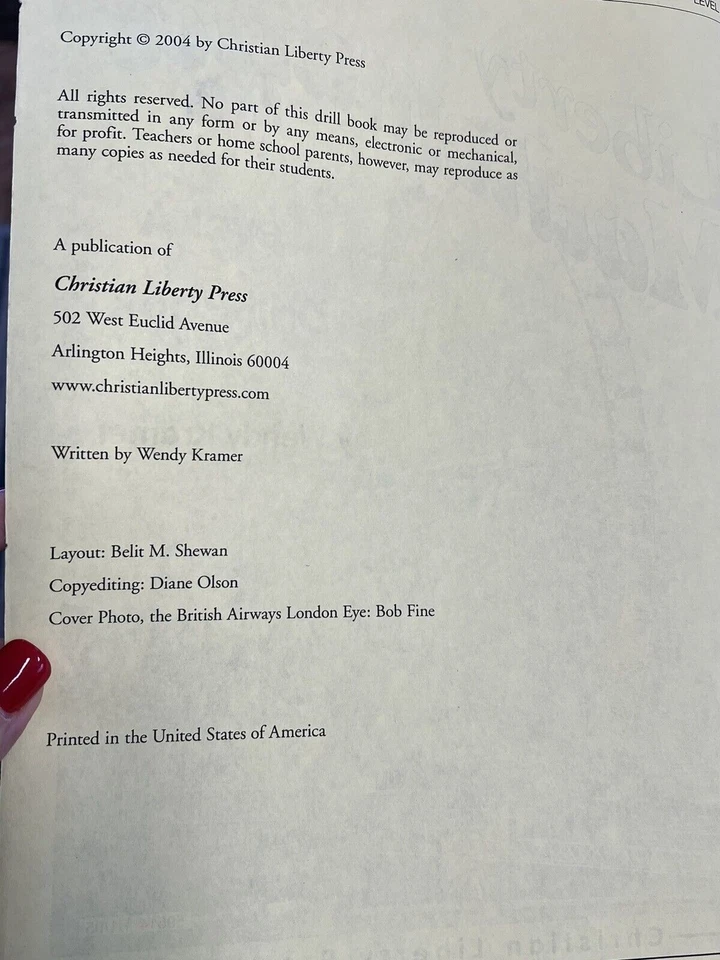 LEVEL
Copyright © 2004 by Christian Liberty Press
All rights reserved. No part of this drill book may be reproduced or
transmitted in any form or by any means, electronic or mechanical,
for profit. Teachers or home school parents, however, may reproduce as
many copies as needed for their students.
A publication of
Christian Liberty Press
502 West Euclid Avenue
Arlington Heights, Illinois 60004
www.christianlibertypress.com
Written by Wendy Kramer
Layout: Belit M. Shewan
Copyediting: Diane Olson
Cover Photo, the British Airways London Eye: Bob Fine
Printed in the United States of America